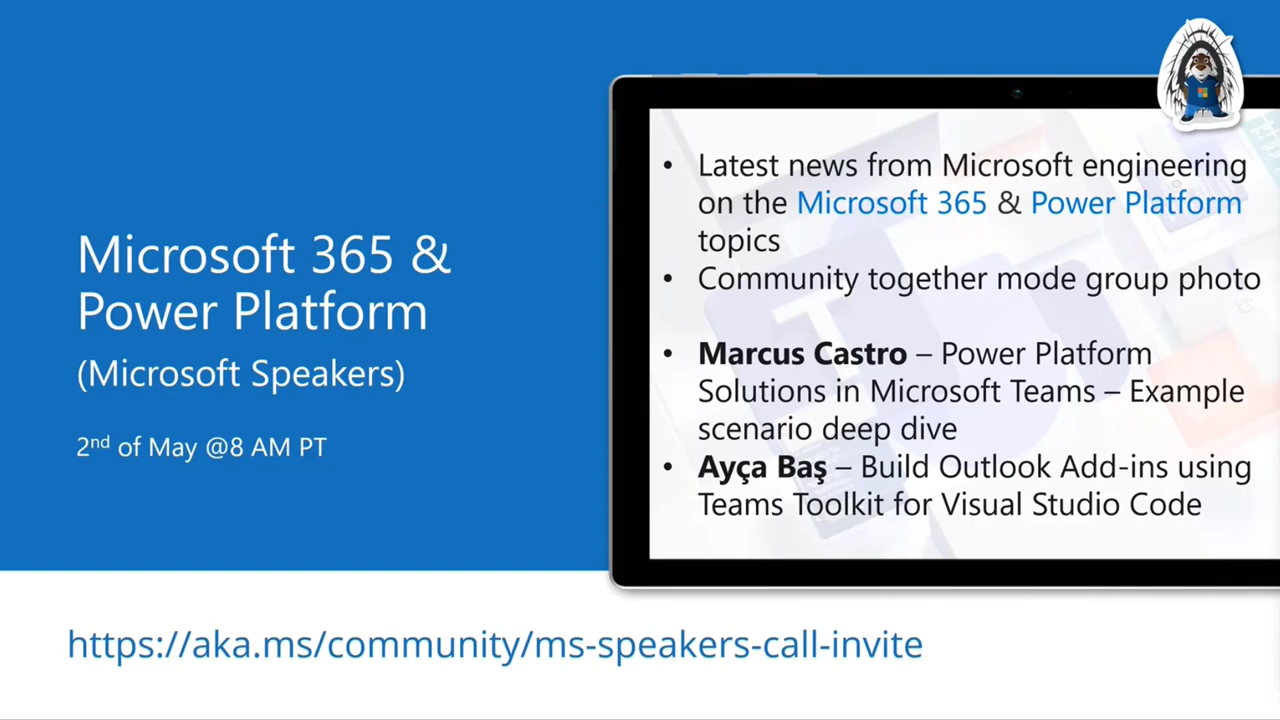 Microsoft 365 &
Power Platform
(Microsoft Speakers)
2nd of May @8 AM PT
• Latest news from Microsoft engineering
on the Microsoft 365 & Power Platform
topics
• Community together mode group photo
• Marcus Castro – Power Platform
Solutions in Microsoft Teams – Example
scenario deep dive
• Ayça Baş – Build Outlook Add-ins using
Teams Toolkit for Visual Studio Code
https://aka.ms/community/ms-speakers-call-invite